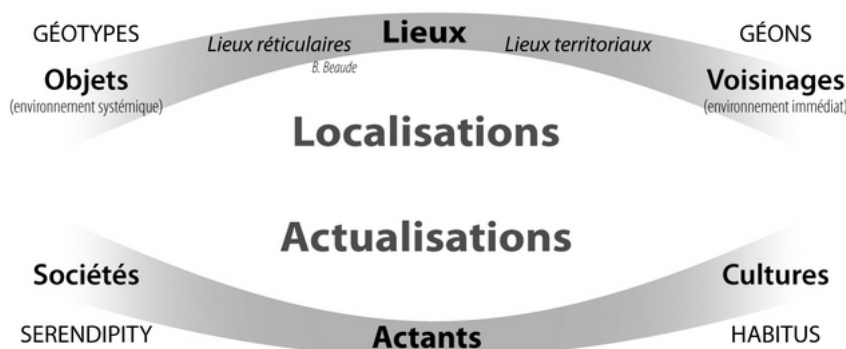 GÉOTYPES
Lieux réticulaires Lieux Lieux territoriaux
GÉONS
B. Beaude
Objets
(environnement systémique)
Voisinages
(environnement immédiat)
Localisations
Actualisations
Sociétés
Cultures
SERENDIPITY
Actants
HABITUS